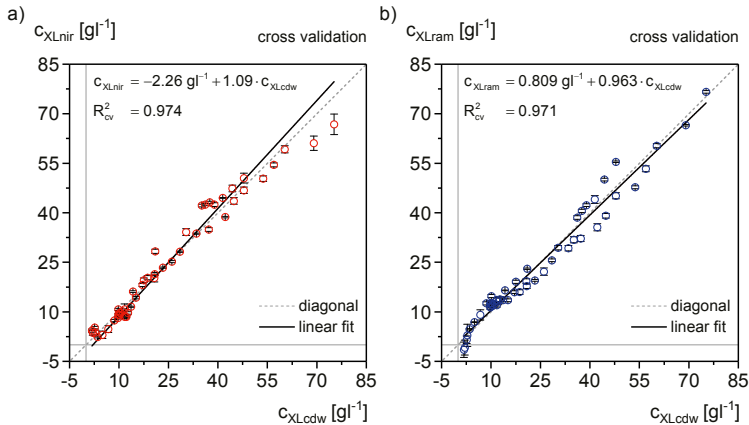 a)
c_XLnir [gl⁻¹]
cross validation
c_XLnir = −2.26 gl⁻¹ + 1.09 · c_XLcdw
R²_cv = 0.974
85
70
55
40
25
10
-5
diagonal
linear fit
-5 10 25 40 55 70 85
c_XLcdw [gl⁻¹]
b)
c_XLram [gl⁻¹]
cross validation
c_XLram = 0.809 gl⁻¹ + 0.963 · c_XLcdw
R²_cv = 0.971
85
70
55
40
25
10
-5
diagonal
linear fit
-5 10 25 40 55 70 85
c_XLcdw [gl⁻¹]